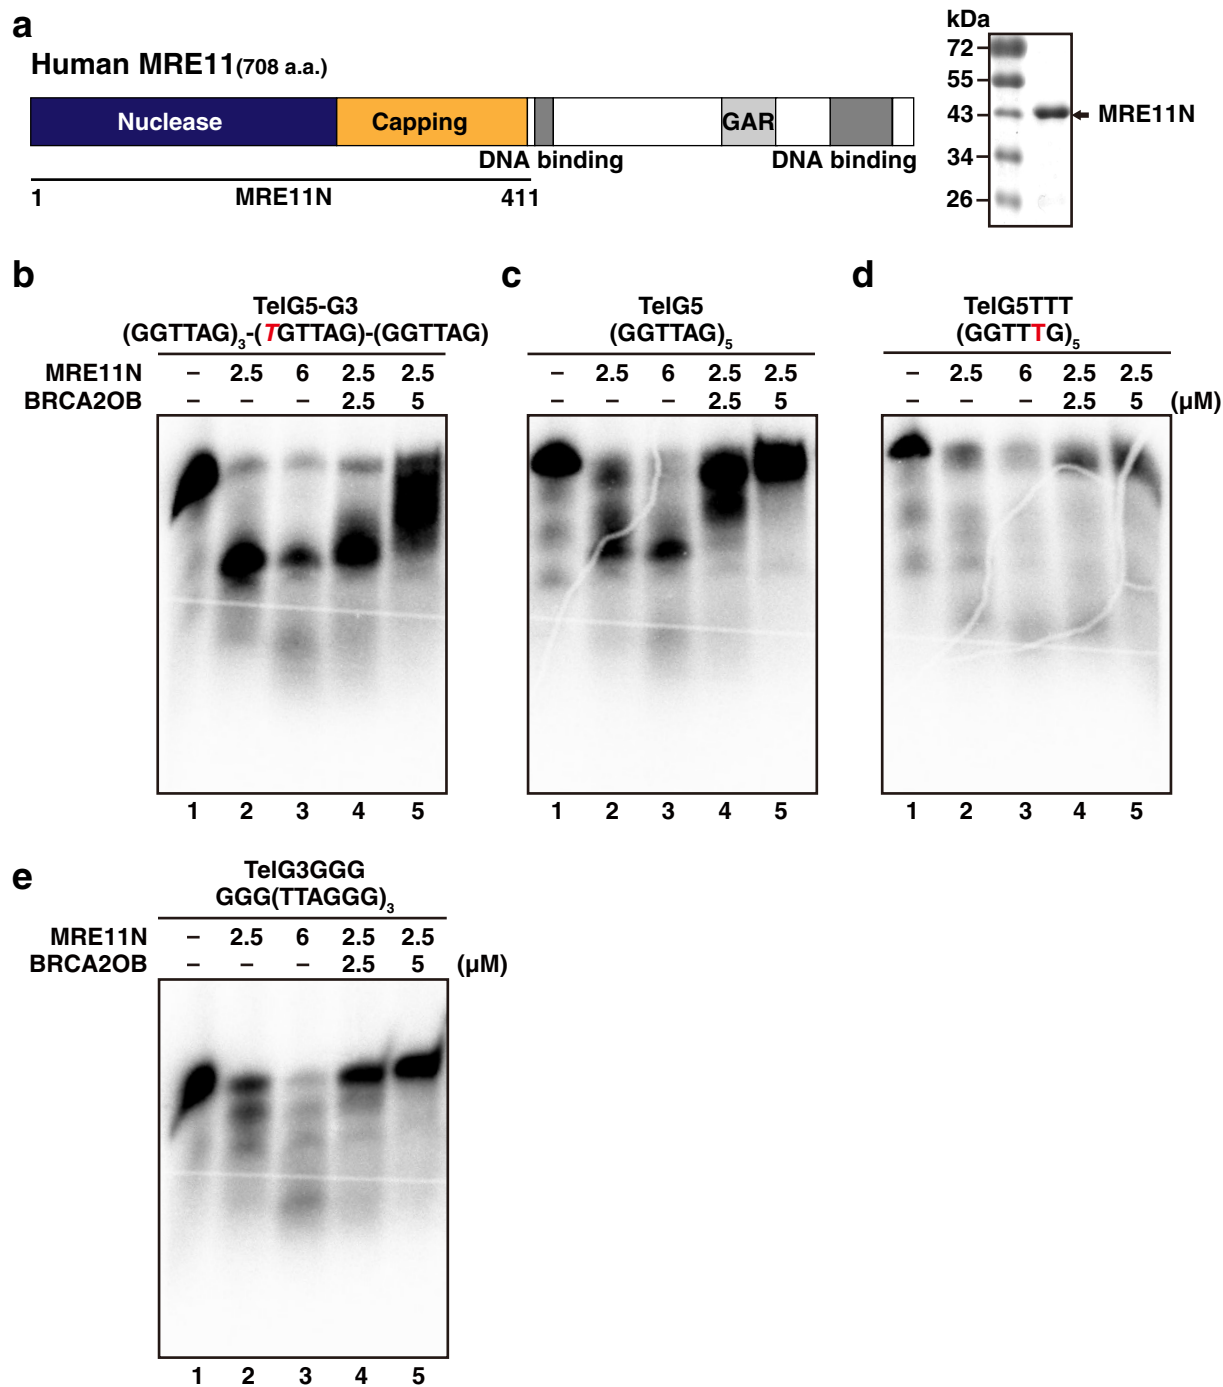 a
Human MRE11(708 a.a.)
Nuclease
Capping
GAR
DNA binding
DNA binding
1
MRE11N
411
kDa
72
55
43
34
26
MRE11N
b
TelG5-G3
(GGTTAG)3-(TGTTAG)-(GGTTAG)
MRE11N – 2.5 6 2.5 2.5
BRCA2OB – – – 2.5 5
1 2 3 4 5
c
TelG5
(GGTTAG)5
– 2.5 6 2.5 2.5
– – – 2.5 5
1 2 3 4 5
d
TelG5TTT
(GGTTTG)5
– 2.5 6 2.5 2.5
– – – 2.5 5 (µM)
1 2 3 4 5
e
TelG3GGG
GGG(TTAGGG)3
MRE11N – 2.5 6 2.5 2.5
BRCA2OB – – – 2.5 5 (µM)
1 2 3 4 5